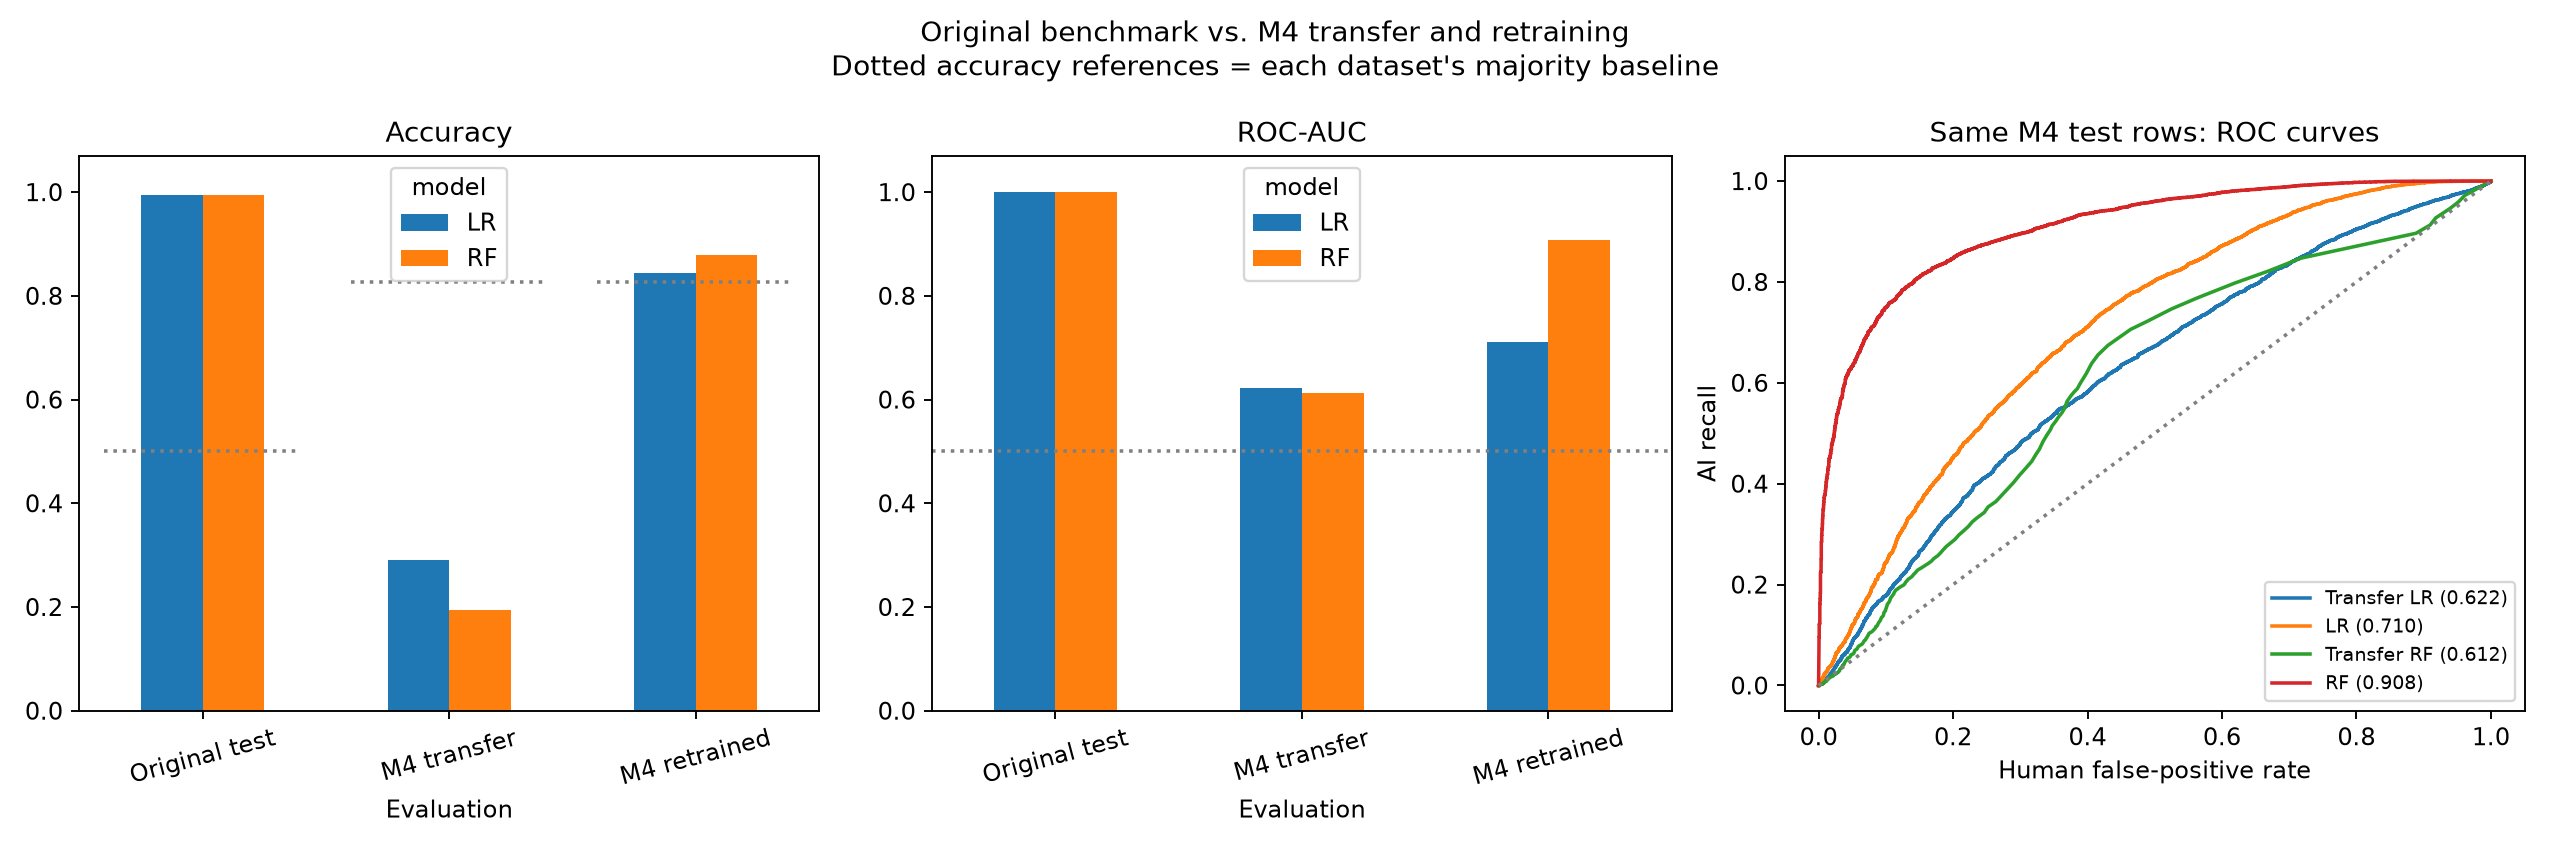 Original benchmark vs. M4 transfer and retraining
Dotted accuracy references = each dataset's majority baseline
Accuracy
model
LR
RF
1.0
0.8
0.6
0.4
0.2
0.0
Original test
M4 transfer
M4 retrained
Evaluation
ROC-AUC
model
LR
RF
1.0
0.8
0.6
0.4
0.2
0.0
Original test
M4 transfer
M4 retrained
Evaluation
Same M4 test rows: ROC curves
AI recall
1.0
0.8
0.6
0.4
0.2
0.0
Transfer LR (0.622)
LR (0.710)
Transfer RF (0.612)
RF (0.908)
0.0
0.2
0.4
0.6
0.8
1.0
Human false-positive rate